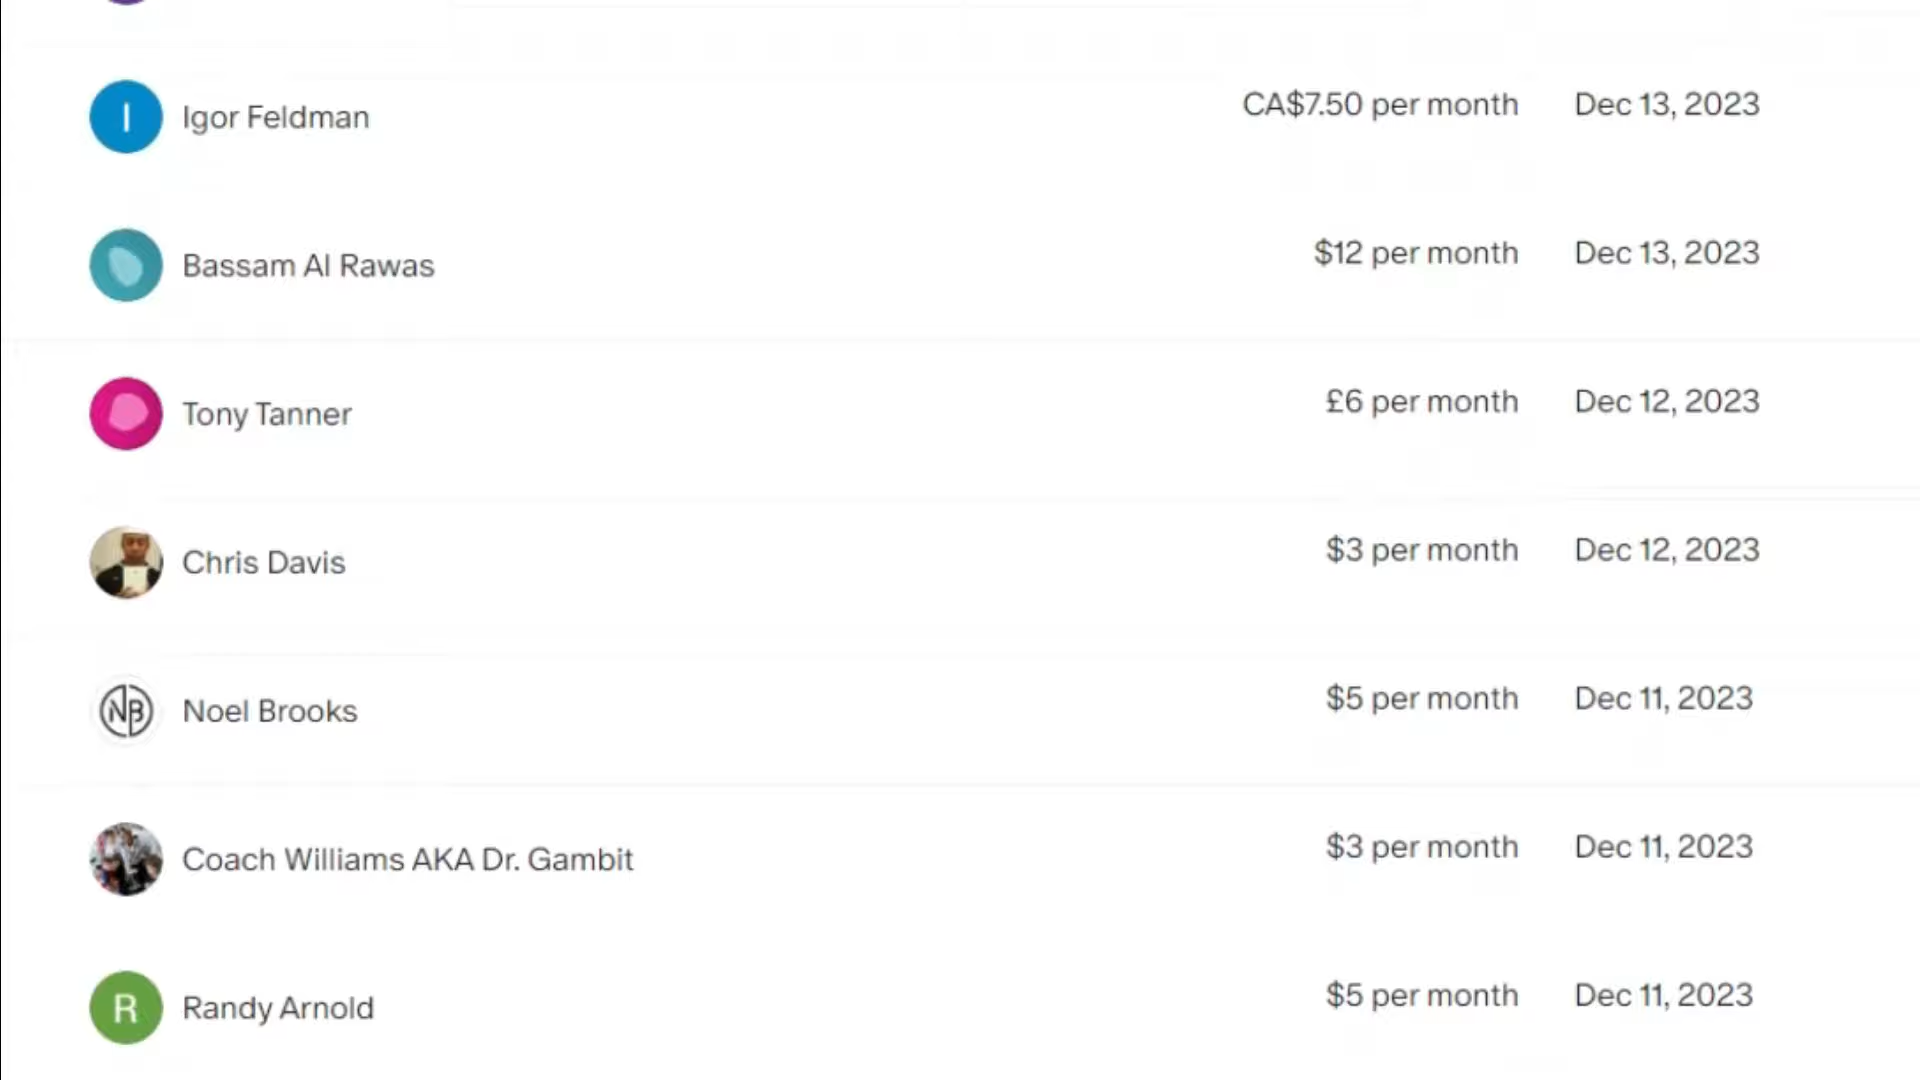 I Igor Feldman CA$7.50 per month Dec 13, 2023
Bassam Al Rawas $12 per month Dec 13, 2023
Tony Tanner £6 per month Dec 12, 2023
Chris Davis $3 per month Dec 12, 2023
NB Noel Brooks $5 per month Dec 11, 2023
Coach Williams AKA Dr. Gambit $3 per month Dec 11, 2023
R Randy Arnold $5 per month Dec 11, 2023